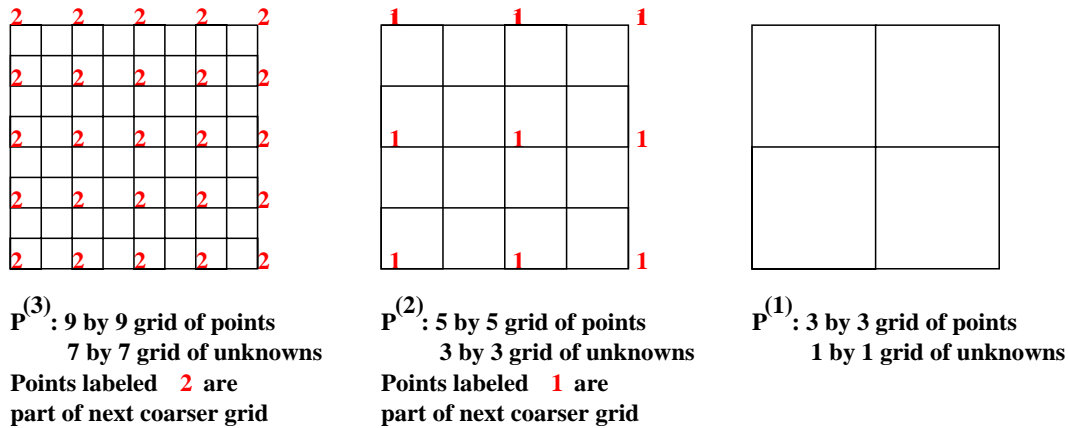 2 2 2 2 2
2 2 2 2 2
2 2 2 2 2
2 2 2 2 2
2 2 2 2 2
P(3): 9 by 9 grid of points
7 by 7 grid of unknowns
Points labeled 2 are
part of next coarser grid
1 1 1
1 1 1
1 1 1
P(2): 5 by 5 grid of points
3 by 3 grid of unknowns
Points labeled 1 are
part of next coarser grid
P(1): 3 by 3 grid of points
1 by 1 grid of unknowns